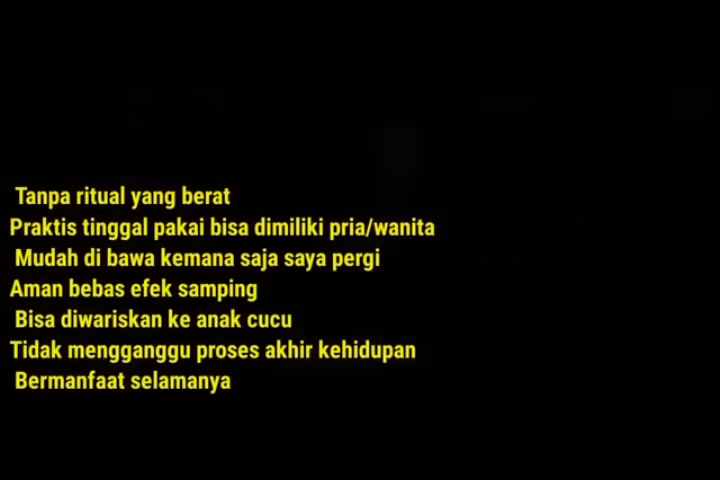 Tanpa ritual yang berat
Praktis tinggal pakai bisa dimiliki pria/wanita
Mudah di bawa kemana saja saya pergi
Aman bebas efek samping
Bisa diwariskan ke anak cucu
Tidak mengganggu proses akhir kehidupan
Bermanfaat selamanya